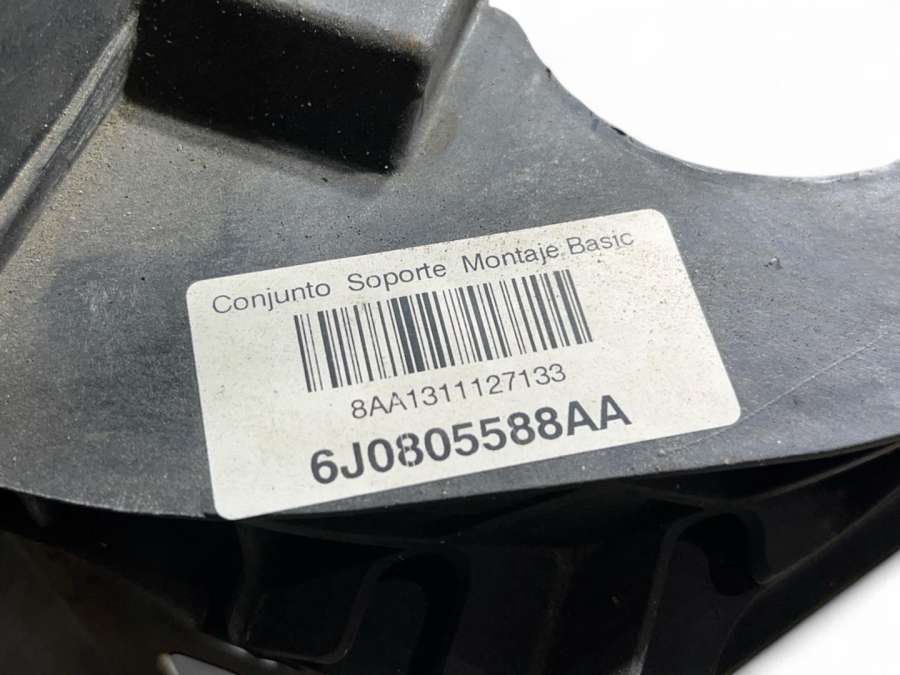 Conjunto Soporte Montaje Basic
8AA1311127133
6J0805588AA